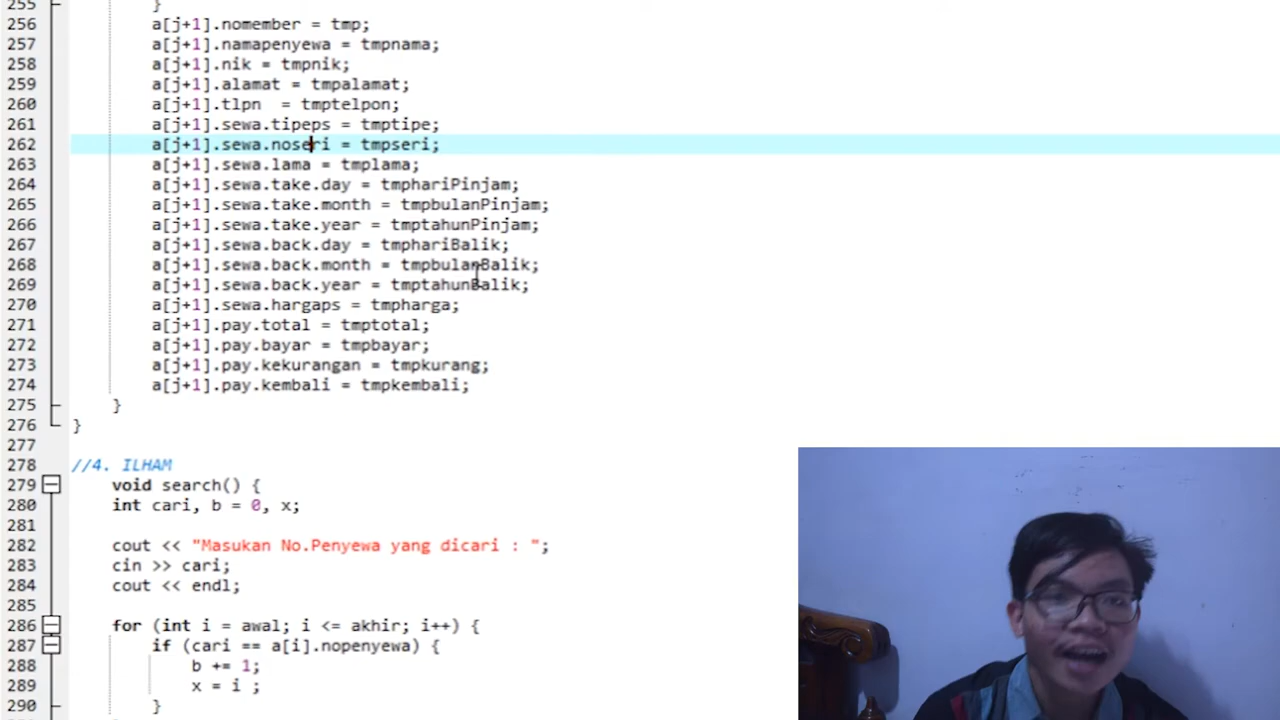 255 }
256 a[j+1].nomember = tmp;
257 a[j+1].namapenyewa = tmpnama;
258 a[j+1].nik = tmpnik;
259 a[j+1].alamat = tmpalamat;
260 a[j+1].tlpn  = tmptelpon;
261 a[j+1].sewa.tipeps = tmptipe;
262 a[j+1].sewa.noseri = tmpseri;
263 a[j+1].sewa.lama = tmplama;
264 a[j+1].sewa.take.day = tmphariPinjam;
265 a[j+1].sewa.take.month = tmpbulanPinjam;
266 a[j+1].sewa.take.year = tmptahunPinjam;
267 a[j+1].sewa.back.day = tmphariBalik;
268 a[j+1].sewa.back.month = tmpbulanBalik;
269 a[j+1].sewa.back.year = tmptahunBalik;
270 a[j+1].sewa.hargaps = tmpharga;
271 a[j+1].pay.total = tmptotal;
272 a[j+1].pay.bayar = tmpbayar;
273 a[j+1].pay.kekurangan = tmpkurang;
274 a[j+1].pay.kembali = tmpkembali;
275 }
276 }
277
278 //4. ILHAM
279 void search() {
280 int cari, b = 0, x;
281
282 cout << "Masukan No.Penyewa yang dicari : ";
283 cin >> cari;
284 cout << endl;
285
286 for (int i = awal; i <= akhir; i++) {
287 if (cari == a[i].nopenyewa) {
288 b += 1;
289 x = i ;
290 }